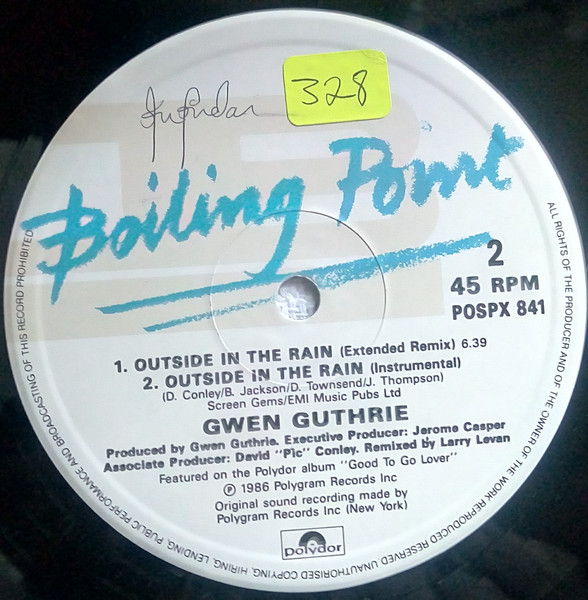 328
Boiling Point
2
45 RPM
POSPX 841
1. OUTSIDE IN THE RAIN (Extended Remix) 6.39
2. OUTSIDE IN THE RAIN (Instrumental)
(D. Conley/B. Jackson/D. Townsend/J. Thompson)
Screen Gems/EMI Music Pubs Ltd
GWEN GUTHRIE
Produced by Gwen Guthrie. Executive Producer: Jerome Casper
Associate Producer: David "Pic" Conley. Remixed by Larry Levan
Featured on the Polydor album "Good To Go Lover"
℗ 1986 Polygram Records Inc
Original sound recording made by
Polygram Records Inc (New York)
polydor
ALL RIGHTS OF THE PRODUCER AND OF THE OWNER OF THE WORK REPRODUCED RESERVED UNAUTHORISED COPYING, HIRING, LENDING, PUBLIC PERFORMANCE AND BROADCASTING OF THIS RECORD PROHIBITED